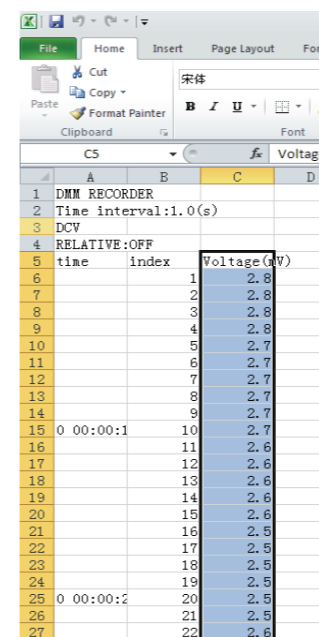 File Home Insert Page Layout Fo
Cut
Copy
Paste
Format Painter
Clipboard
宋体
B I U
Font
C5 fx Voltag
A B C D
1 DMM RECORDER
2 Time interval:1.0(s)
3 DCV
4 RELATIVE:OFF
5 time index Voltage(mV)
6 1 2.8
7 2 2.8
8 3 2.8
9 4 2.8
10 5 2.7
11 6 2.7
12 7 2.7
13 8 2.7
14 9 2.7
15 0 00:00:1 10 2.7
16 11 2.6
17 12 2.6
18 13 2.6
19 14 2.6
20 15 2.6
21 16 2.5
22 17 2.5
23 18 2.5
24 19 2.5
25 0 00:00:2 20 2.5
26 21 2.5
27 22 2.6